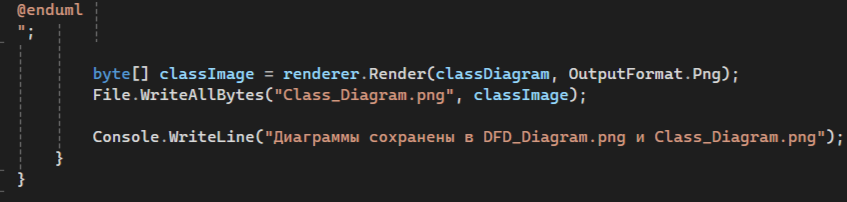 @enduml
";
byte[] classImage = renderer.Render(classDiagram, OutputFormat.Png);
File.WriteAllBytes("Class_Diagram.png", classImage);
Console.WriteLine("Диаграммы сохранены в DFD_Diagram.png и Class_Diagram.png");
}
}